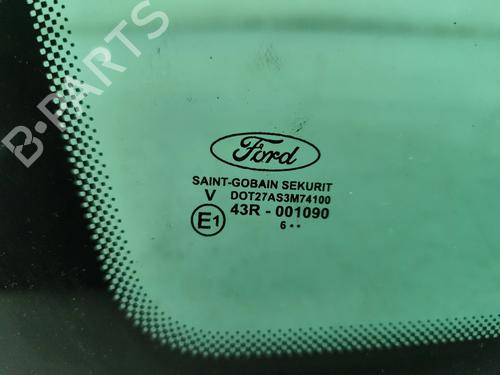 B-PARTS
Ford
SAINT-GOBAIN SEKURIT
V DOT27AS3M74100
E1 43R - 001090
6 ••